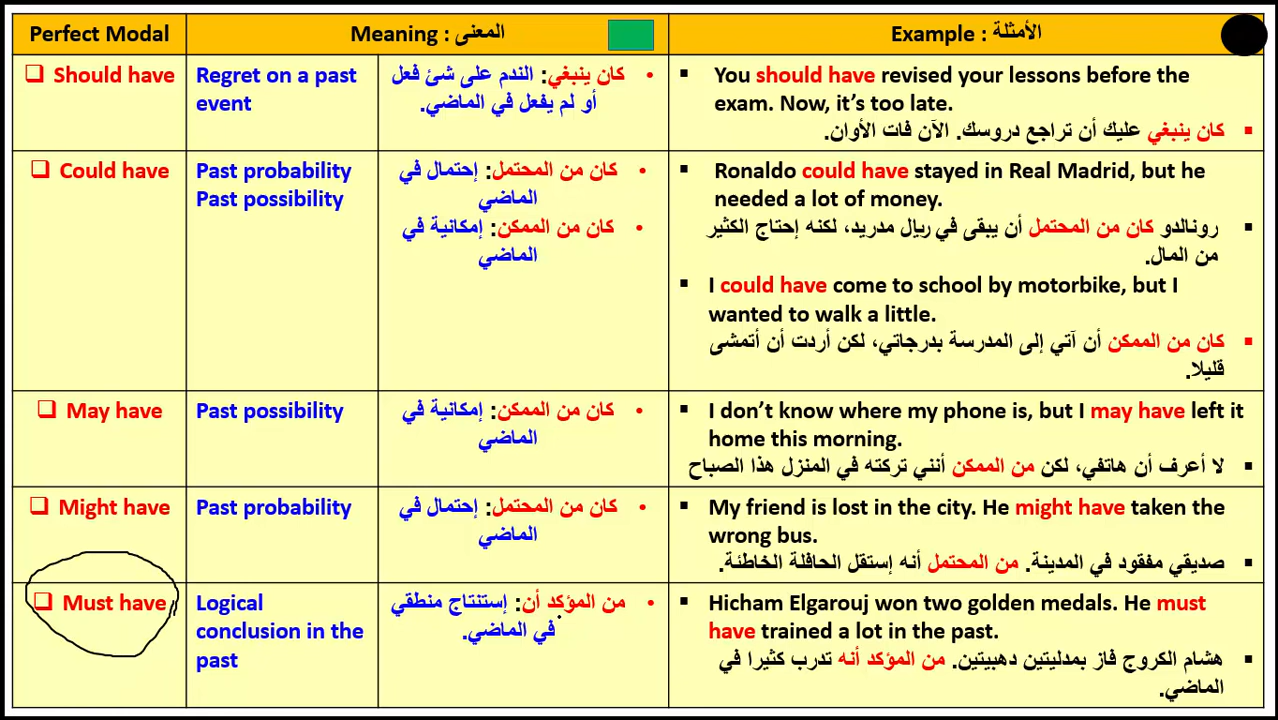 Perfect Modal
Meaning : المعنى
Example : الأمثلة
Should have
Regret on a past
event
كان ينبغي: الندم على شئ فعل
أو لم يفعل في الماضي.
You should have revised your lessons before the
exam. Now, it’s too late.
كان ينبغي عليك أن تراجع دروسك. الآن فات الأوان.
Could have
Past probability
Past possibility
كان من المحتمل: إحتمال في
الماضي
كان من الممكن: إمكانية في
الماضي
Ronaldo could have stayed in Real Madrid, but he
needed a lot of money.
رونالدو كان من المحتمل أن يبقى في ريال مدريد، لكنه إحتاج الكثير
من المال.
I could have come to school by motorbike, but I
wanted to walk a little.
كان من الممكن أن آتي إلى المدرسة بدرجاتي، لكن أردت أن أتمشى
قليلا.
May have
Past possibility
كان من الممكن: إمكانية في
الماضي
I don’t know where my phone is, but I may have left it
home this morning.
لا أعرف أن هاتفي، لكن من الممكن أنني تركته في المنزل هذا الصباح
Might have
Past probability
كان من المحتمل: إحتمال في
الماضي
My friend is lost in the city. He might have taken the
wrong bus.
صديقي مفقود في المدينة. من المحتمل أنه إستقل الحافلة الخاطئة.
Must have
Logical
conclusion in the
past
من المؤكد أن: إستنتاج منطقي
في الماضي.
Hicham Elgarouj won two golden medals. He must
have trained a lot in the past.
هشام الكروج فاز بمدليتين دهبيتين. من المؤكد أنه تدرب كثيرا في
الماضي.